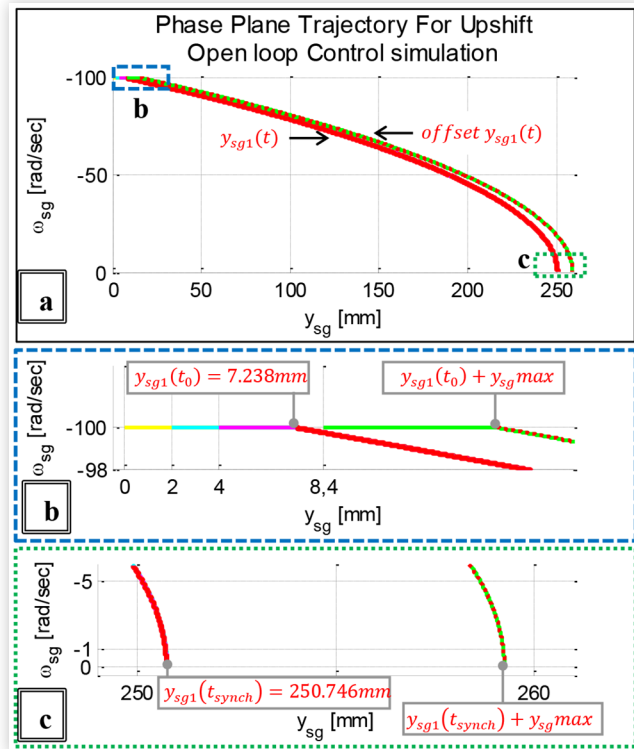 Phase Plane Trajectory For Upshift
Open loop Control simulation
-100
-50
0
ω_sg [rad/sec]
b
y_sg1(t)
offset y_sg1(t)
c
0
50
100
150
200
250
y_sg [mm]
a
y_sg1(t_0) = 7.238mm
y_sg1(t_0) + y_sg max
-100
-98
ω_sg [rad/sec]
0
2
4
8,4
y_sg [mm]
b
-5
-1
0
ω_sg [rad/sec]
250
260
y_sg1(t_synch) = 250.746mm
y_sg1(t_synch) + y_sg max
y_sg [mm]
c